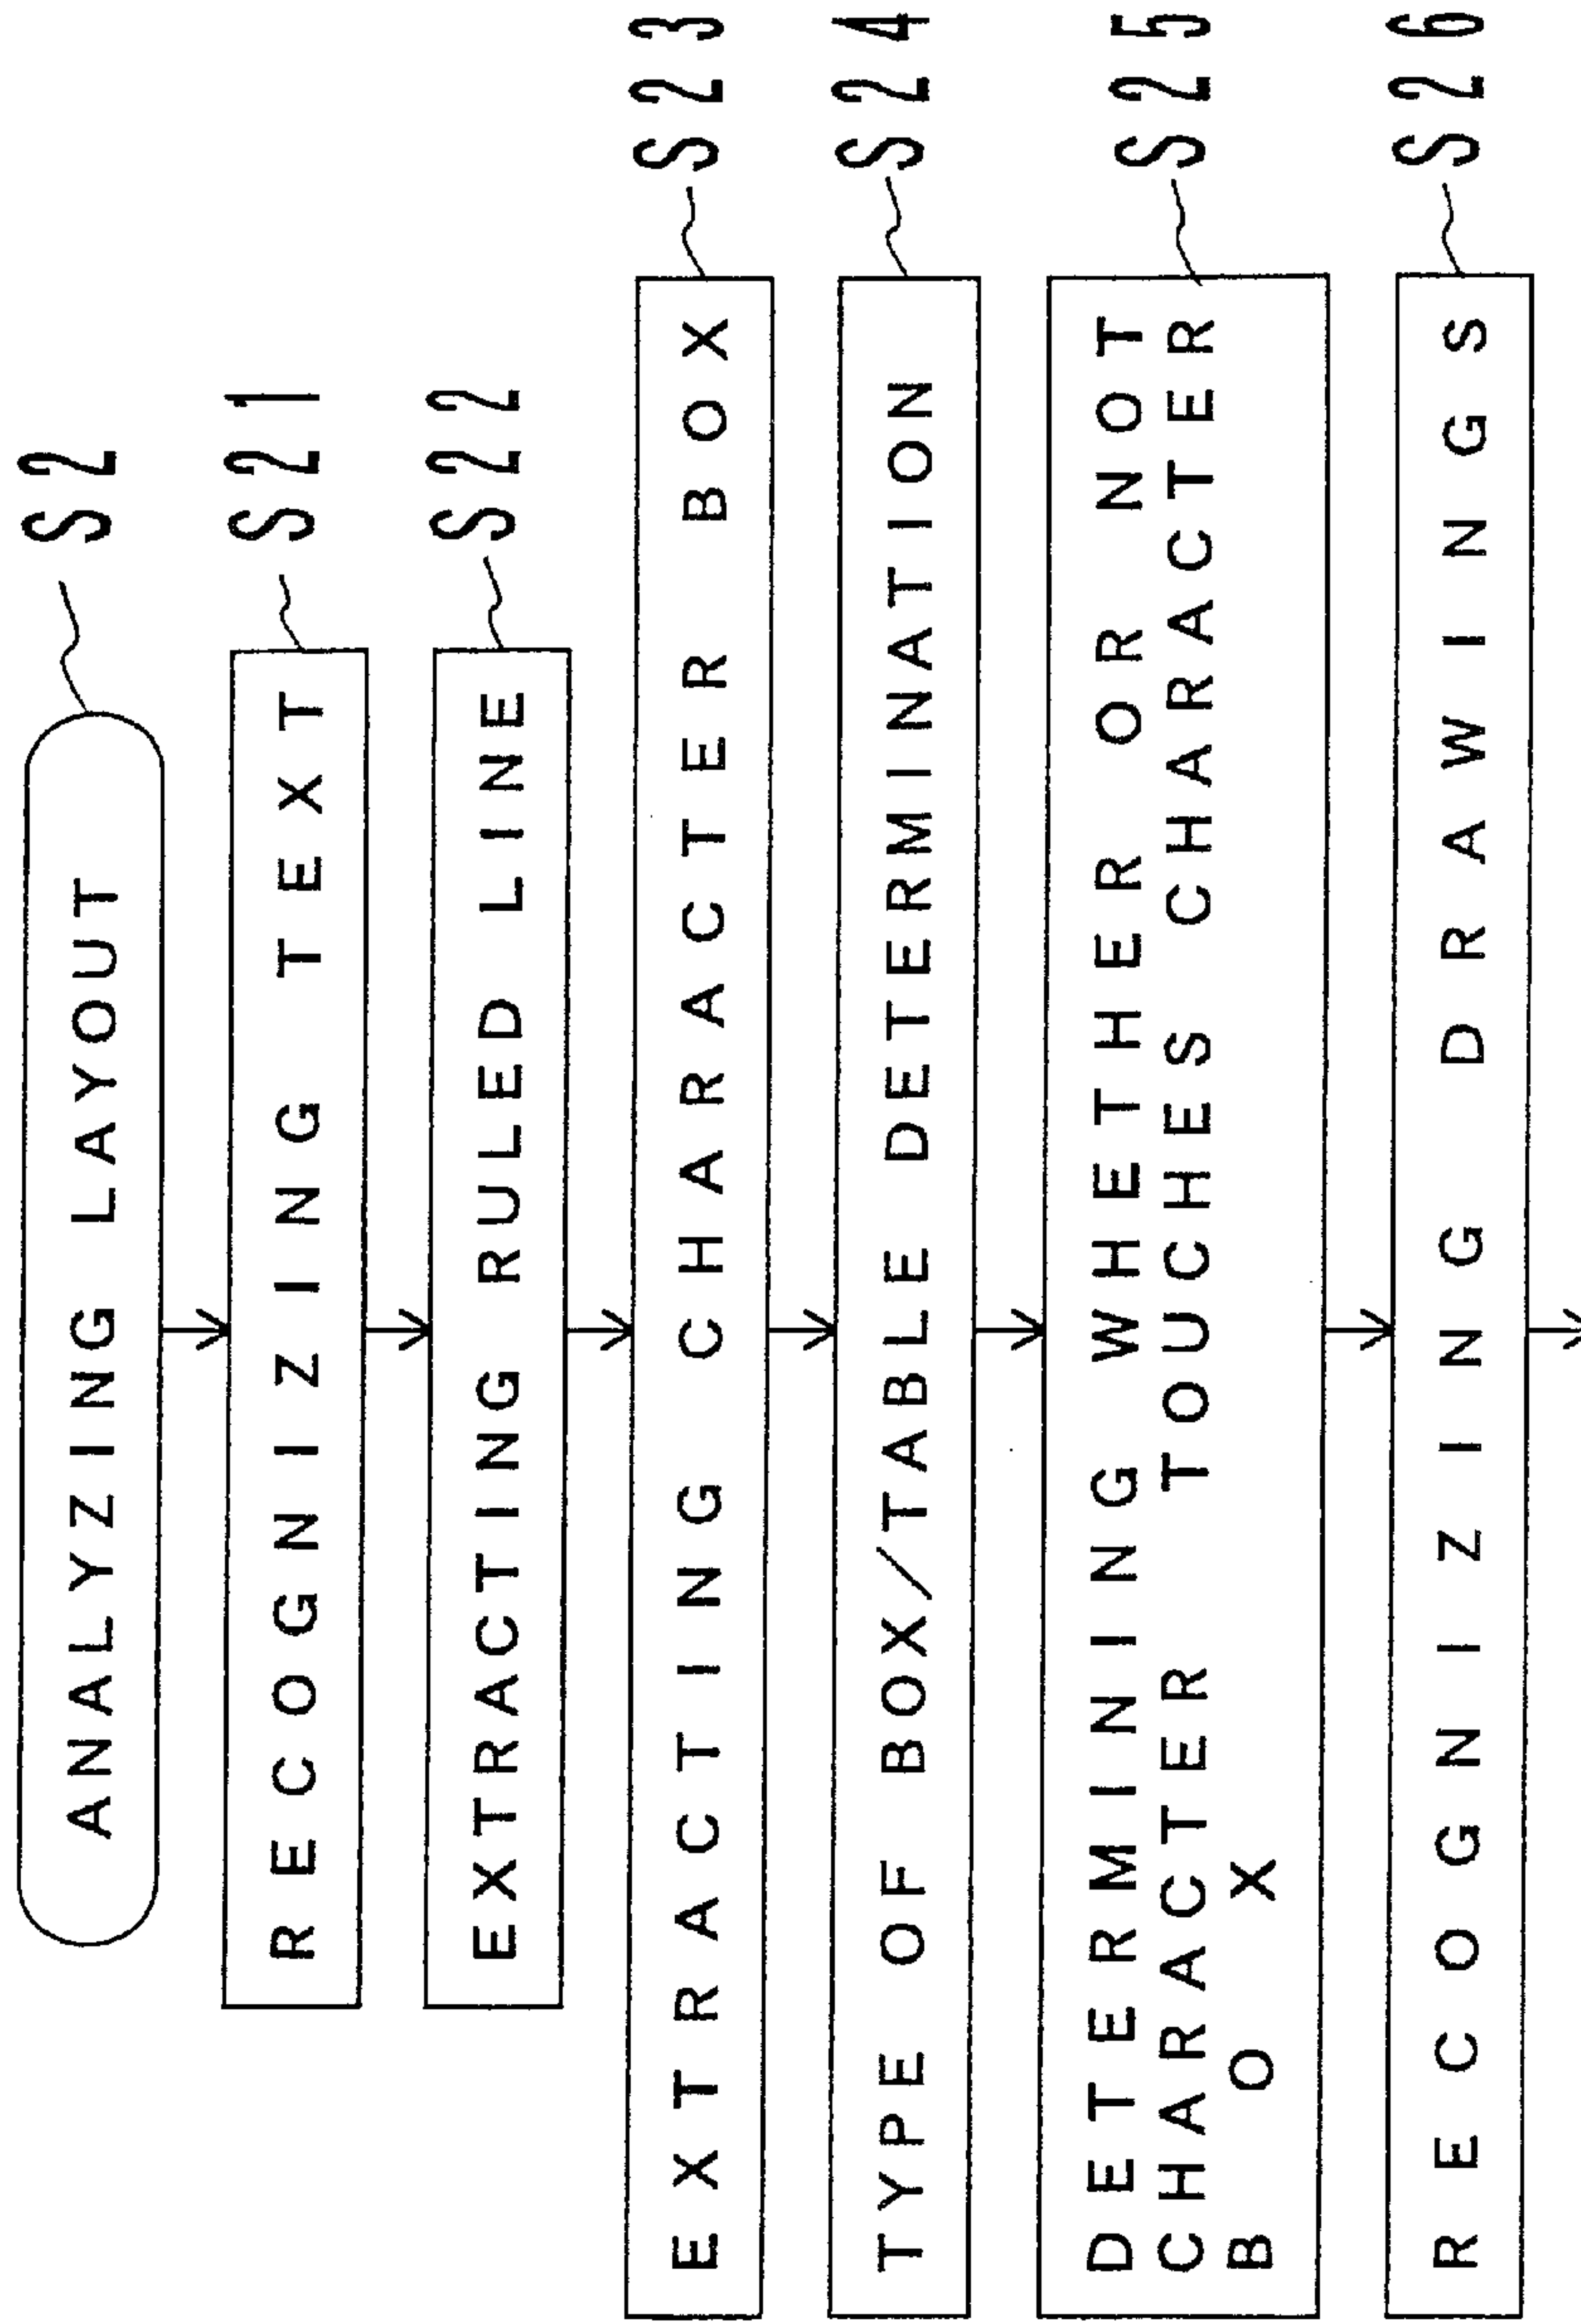 ANALYZING LAYOUT
S2
RECOGNIZING TEXT
S21
EXTRACTING RULED LINE
S22
EXTRACTING CHARACTER BOX
S23
TYPE OF BOX/TABLE DETERMINATION
S24
DETERMINING WHETHER OR NOT
CHARACTER TOUCHES CHARACTER
BOX
S25
RECOGNIZING DRAWINGS
S26